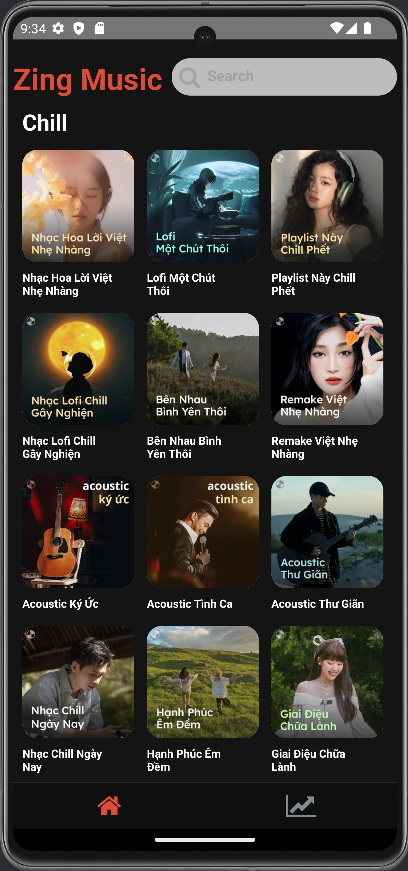 9:34
Zing Music
Search
Chill
Nhạc Hoa Lời Việt
Nhẹ Nhàng
Lofi
Một Chút Thôi
Playlist Này
Chill Phết
Nhạc Hoa Lời Việt
Nhẹ Nhàng
Lofi Một Chút
Thôi
Playlist Này Chill
Phết
Nhạc Lofi Chill
Gây Nghiện
Bên Nhau
Bình Yên Thôi
Remake Việt
Nhẹ Nhàng
Nhạc Lofi Chill
Gây Nghiện
Bên Nhau Bình
Yên Thôi
Remake Việt Nhẹ
Nhàng
acoustic
ký ức
acoustic
tình ca
Acoustic
Thư Giãn
Acoustic Ký Ức
Acoustic Tình Ca
Acoustic Thư Giãn
Nhạc Chill
Ngày Nay
Hạnh Phúc
Êm Đềm
Giai Điệu
Chữa Lành
Nhạc Chill Ngày
Nay
Hạnh Phúc Êm
Đềm
Giai Điệu Chữa
Lành